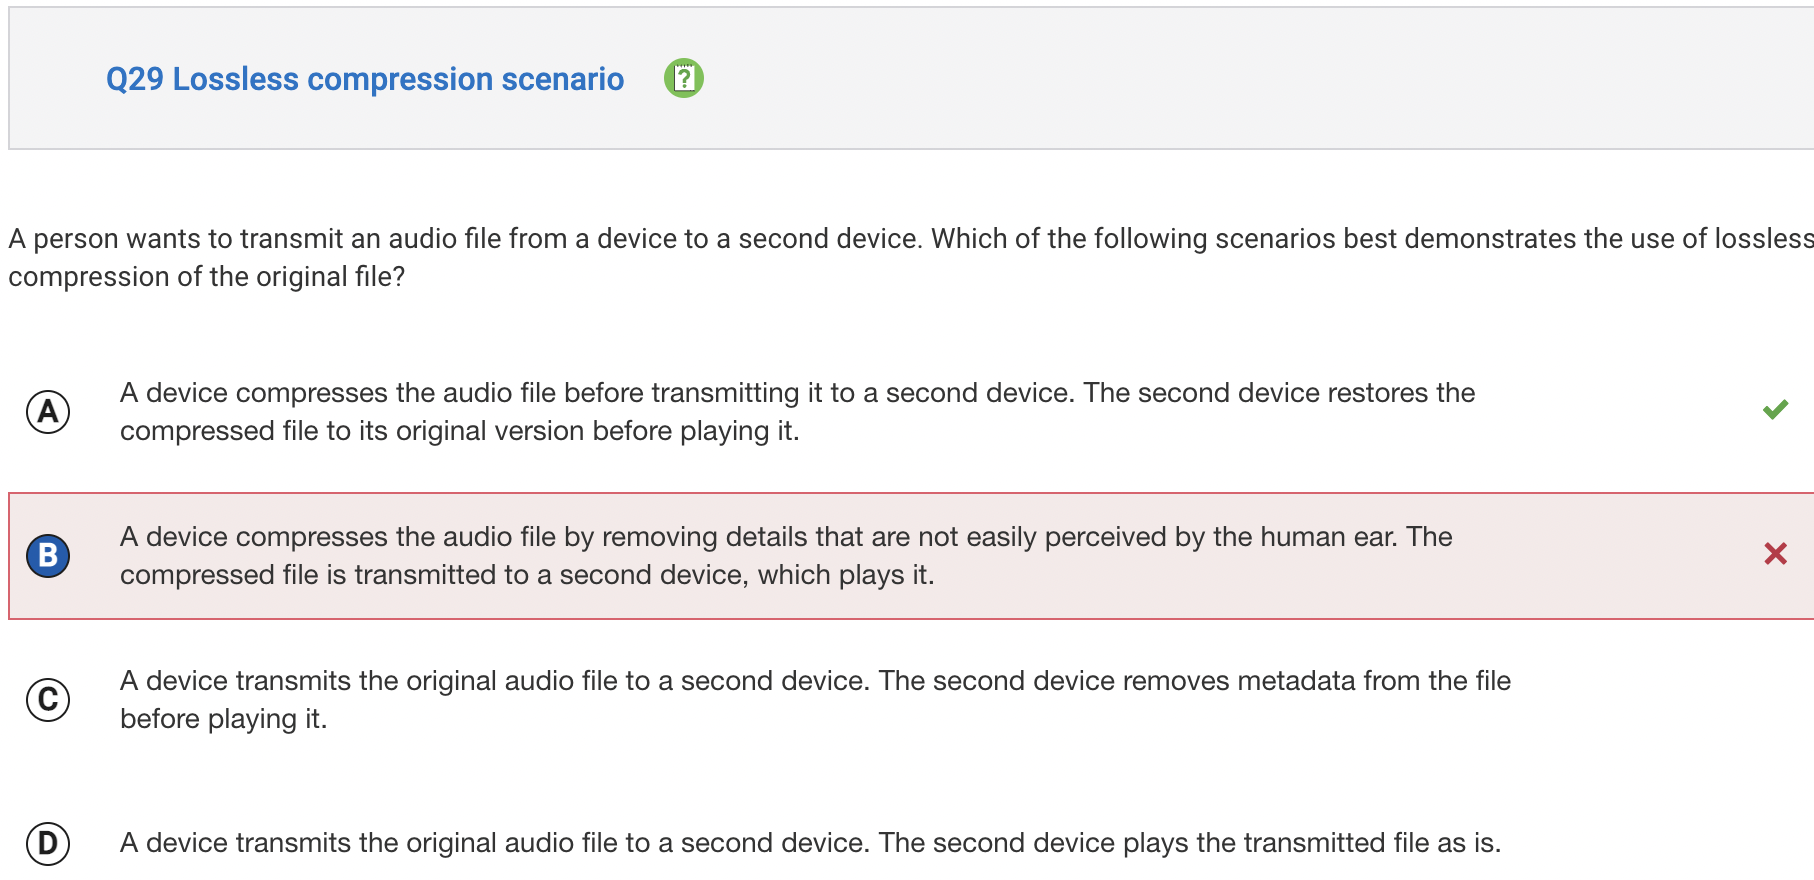 Q29 Lossless compression scenario
?
A person wants to transmit an audio file from a device to a second device. Which of the following scenarios best demonstrates the use of lossless
compression of the original file?
A
A device compresses the audio file before transmitting it to a second device. The second device restores the
compressed file to its original version before playing it.
B
A device compresses the audio file by removing details that are not easily perceived by the human ear. The
compressed file is transmitted to a second device, which plays it.
C
A device transmits the original audio file to a second device. The second device removes metadata from the file
before playing it.
D
A device transmits the original audio file to a second device. The second device plays the transmitted file as is.